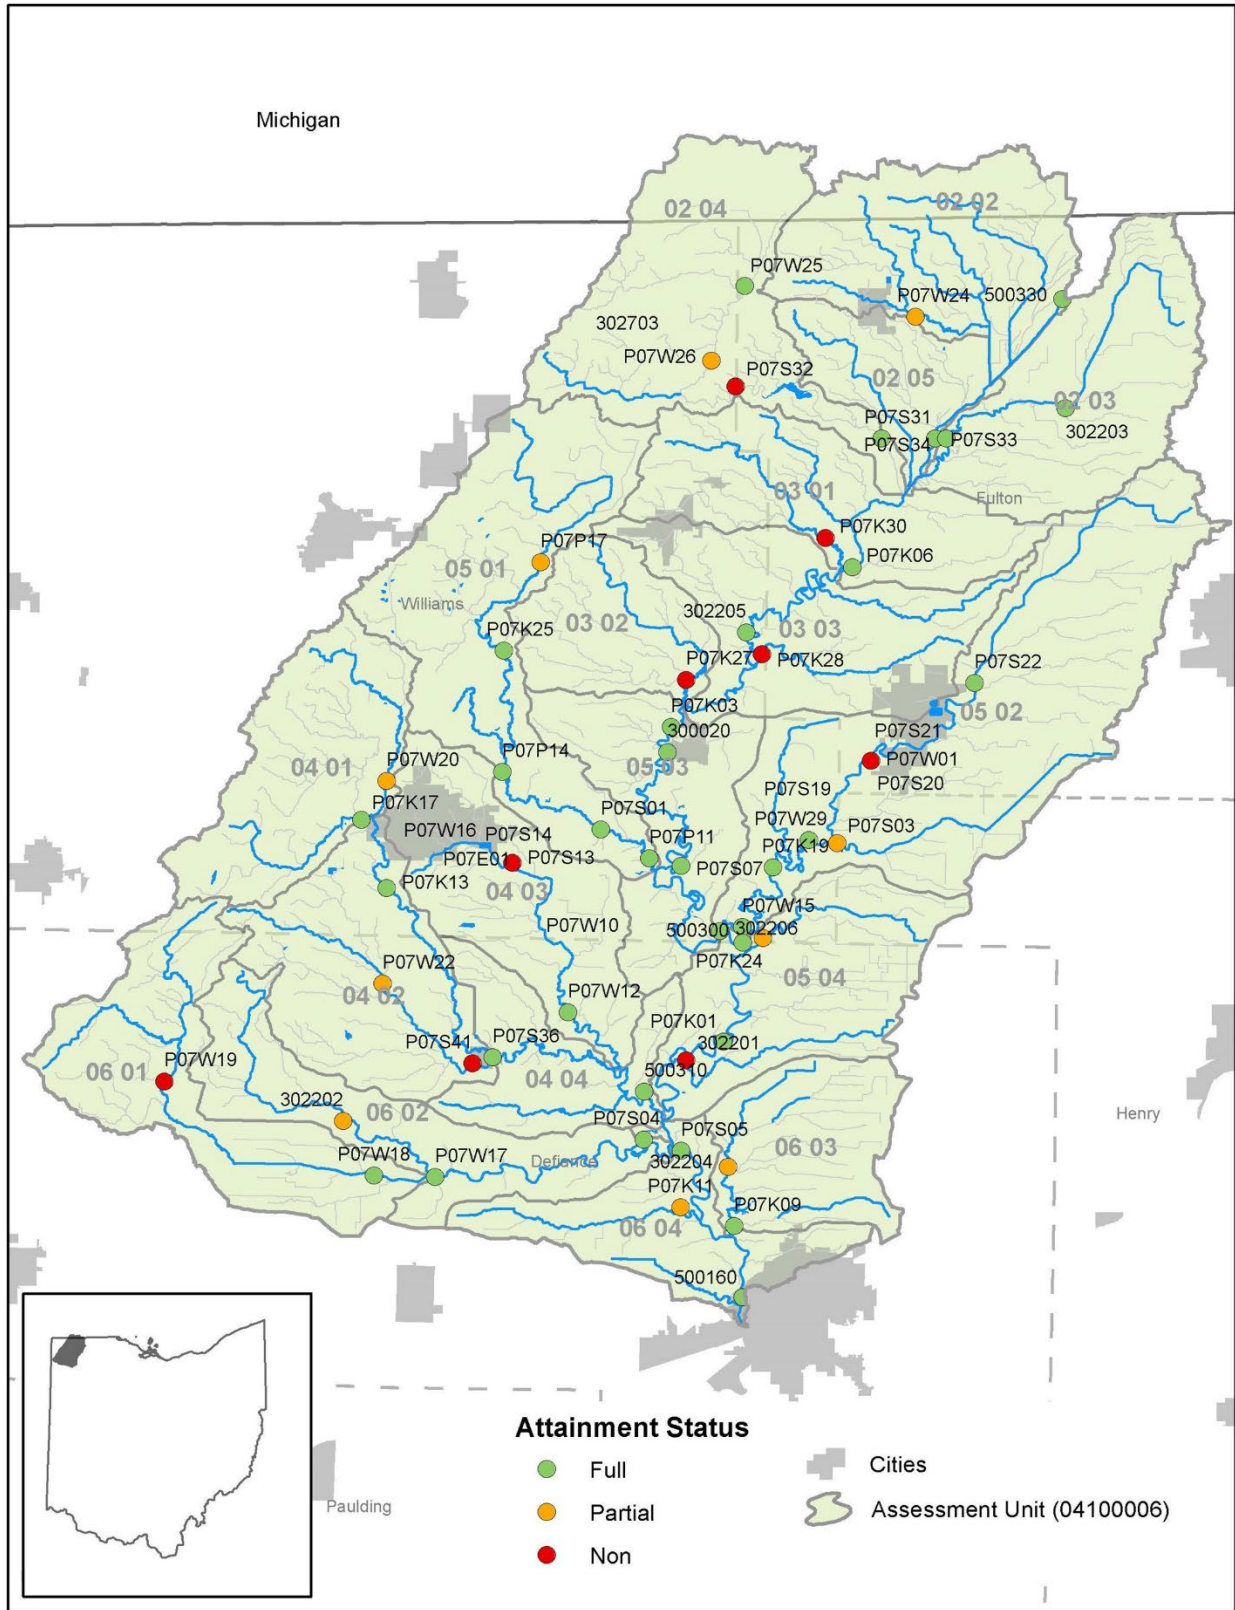 Michigan
02 04
02 02
P07W25
P07W24
500330
302703
P07W26
P07S32
02 05
02 03
P07S31
P07S34
P07S33
302203
03 01
Fulton
P07P17
P07K30
P07K06
05 01
Williams
03 02
302205
03 03
P07K25
P07K27
P07K28
P07S22
P07K03
300020
05 02
P07S21
04 01
P07W20
P07P14
05 03
P07W01
P07S20
P07S19
P07K17
P07S01
P07W16
P07S14
P07W29
P07S03
P07K19
P07E01
P07S13
P07P11
P07S07
P07K13
04 03
P07W15
P07W10
500300
302206
P07K24
P07W22
04 02
05 04
P07W12
P07K01
P07S36
302201
P07S41
06 01
P07W19
04 04
500310
302202
06 02
Henry
P07S04
P07S05
06 03
P07W18
P07W17
Defiance
302204
P07K11
P07K09
06 04
500160
Attainment Status
Full
Partial
Non
Cities
Assessment Unit (04100006)
Paulding